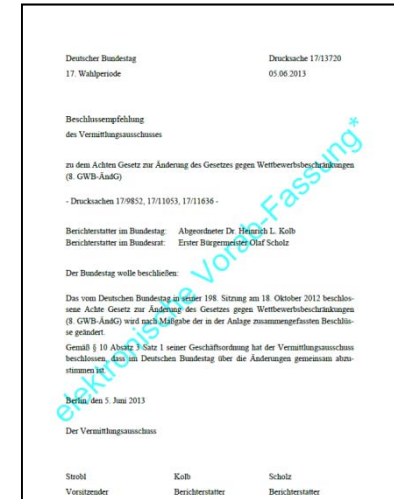 Deutscher Bundestag Drucksache 17/13720
17. Wahlperiode 05.06.2013
Beschlussempfehlung
des Vermittlungsausschusses
zu dem Achten Gesetz zur Änderung des Gesetzes gegen Wettbewerbsbeschränkungen
(8. GWB-ÄndG)
- Drucksachen 17/9852, 17/11053, 17/11636 -
Berichterstatter im Bundestag: Abgeordneter Dr. Heinrich L. Kolb
Berichterstatter im Bundesrat: Erster Bürgermeister Olaf Scholz
Der Bundestag wolle beschließen:
Das vom Deutschen Bundestag in seiner 198. Sitzung am 18. Oktober 2012 beschlos-
sene Achte Gesetz zur Änderung des Gesetzes gegen Wettbewerbsbeschränkungen
(8. GWB-ÄndG) wird nach Maßgabe der in der Anlage zusammengefassten Beschlüs-
se geändert.
Gemäß § 10 Absatz 3 Satz 1 seiner Geschäftsordnung hat der Vermittlungsausschuss
beschlossen, dass im Deutschen Bundestag über die Änderungen gemeinsam abzu-
stimmen ist.
Berlin, den 5. Juni 2013
Der Vermittlungsausschuss
Strobl Kolb Scholz
Vorsitzender Berichterstatter Berichterstatter
elektronische Vorab-Fassung*